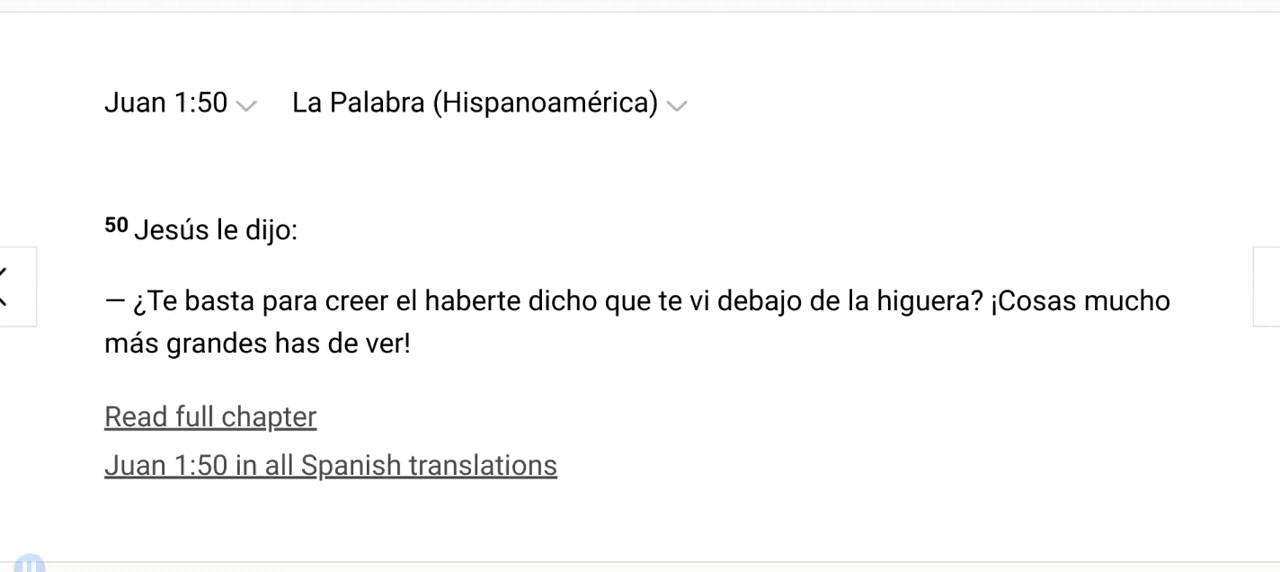 Juan 1:50 La Palabra (Hispanoamérica)
50 Jesús le dijo:
— ¿Te basta para creer el haberte dicho que te vi debajo de la higuera? ¡Cosas mucho
más grandes has de ver!
Read full chapter
Juan 1:50 in all Spanish translations